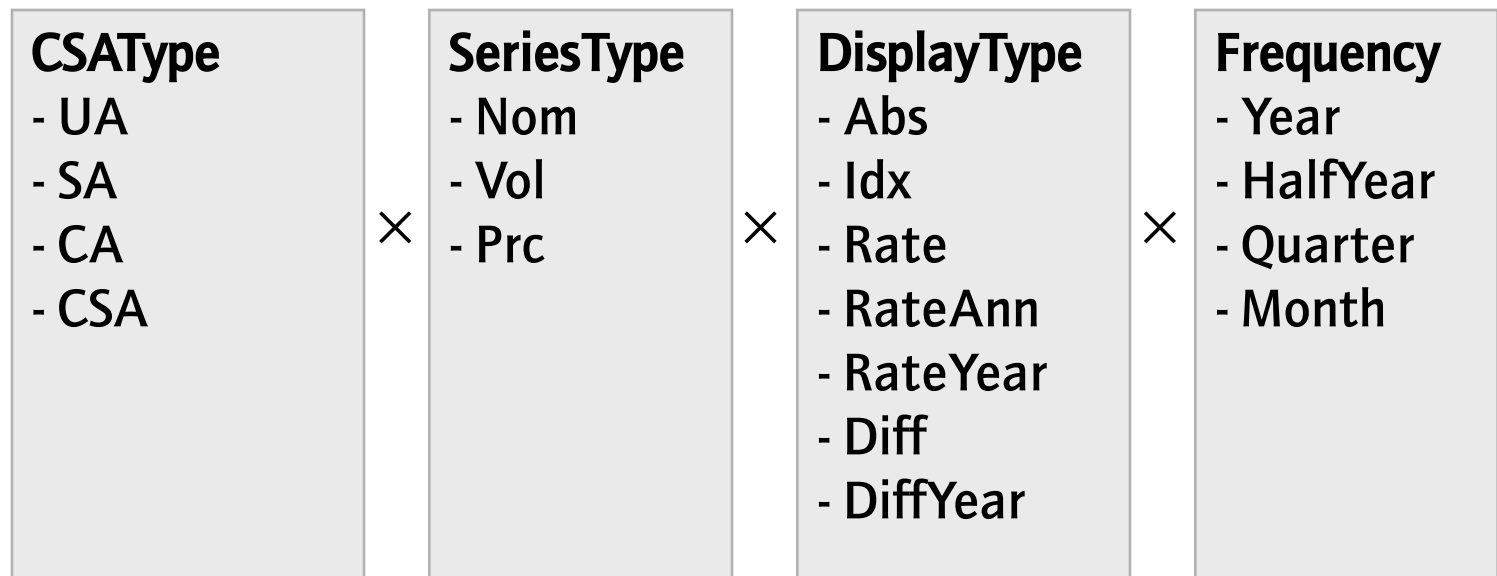 CSAType
- UA
- SA
- CA
- CSA
×
SeriesType
- Nom
- Vol
- Prc
×
DisplayType
- Abs
- Idx
- Rate
- RateAnn
- RateYear
- Diff
- DiffYear
×
Frequency
- Year
- HalfYear
- Quarter
- Month